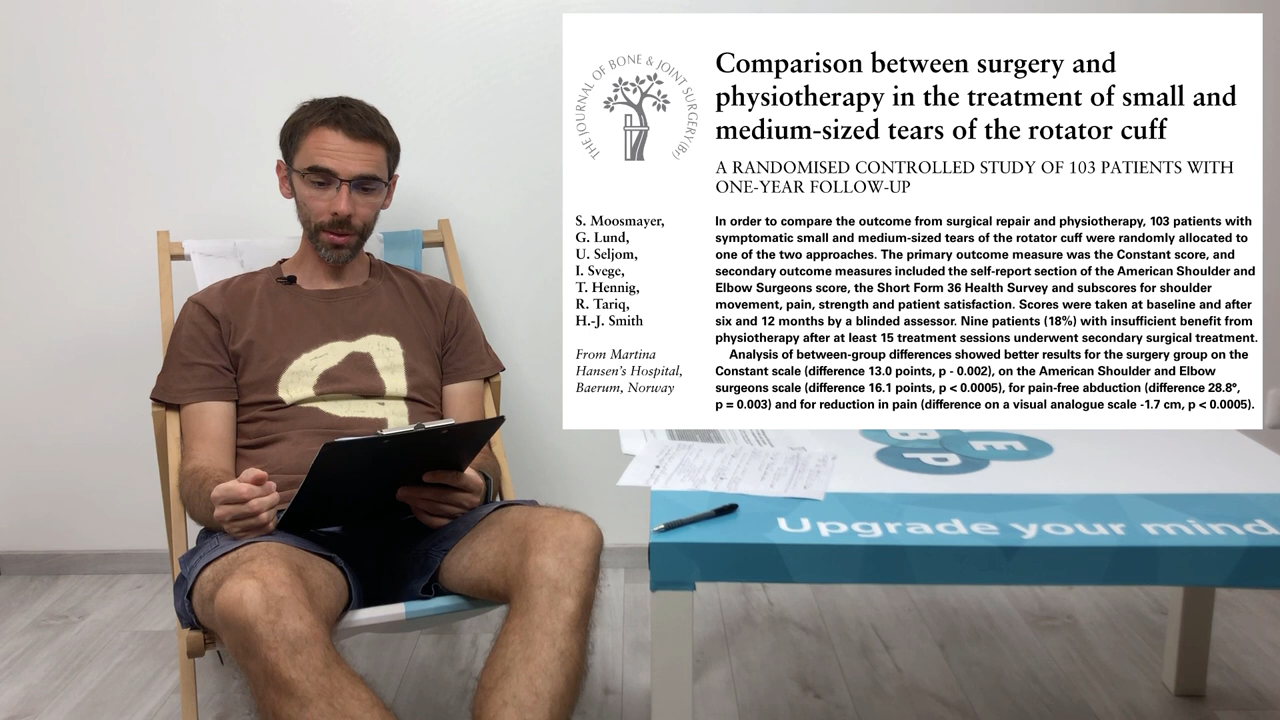 THE JOURNAL OF BONE & JOINT SURGERY (Br)
Comparison between surgery and
physiotherapy in the treatment of small and
medium-sized tears of the rotator cuff
A RANDOMISED CONTROLLED STUDY OF 103 PATIENTS WITH
ONE-YEAR FOLLOW-UP
S. Moosmayer,
G. Lund,
U. Seljom,
I. Svege,
T. Hennig,
R. Tariq,
H.-J. Smith
From Martina
Hansen's Hospital,
Baerum, Norway
In order to compare the outcome from surgical repair and physiotherapy, 103 patients with
symptomatic small and medium-sized tears of the rotator cuff were randomly allocated to
one of the two approaches. The primary outcome measure was the Constant score, and
secondary outcome measures included the self-report section of the American Shoulder and
Elbow Surgeons score, the Short Form 36 Health Survey and subscores for shoulder
movement, pain, strength and patient satisfaction. Scores were taken at baseline and after
six and 12 months by a blinded assessor. Nine patients (18%) with insufficient benefit from
physiotherapy after at least 15 treatment sessions underwent secondary surgical treatment.
Analysis of between-group differences showed better results for the surgery group on the
Constant scale (difference 13.0 points, p - 0.002), on the American Shoulder and Elbow
surgeons scale (difference 16.1 points, p < 0.0005), for pain-free abduction (difference 28.8°,
p = 0.003) and for reduction in pain (difference on a visual analogue scale -1.7 cm, p < 0.0005).
E
B
P
Upgrade your mind